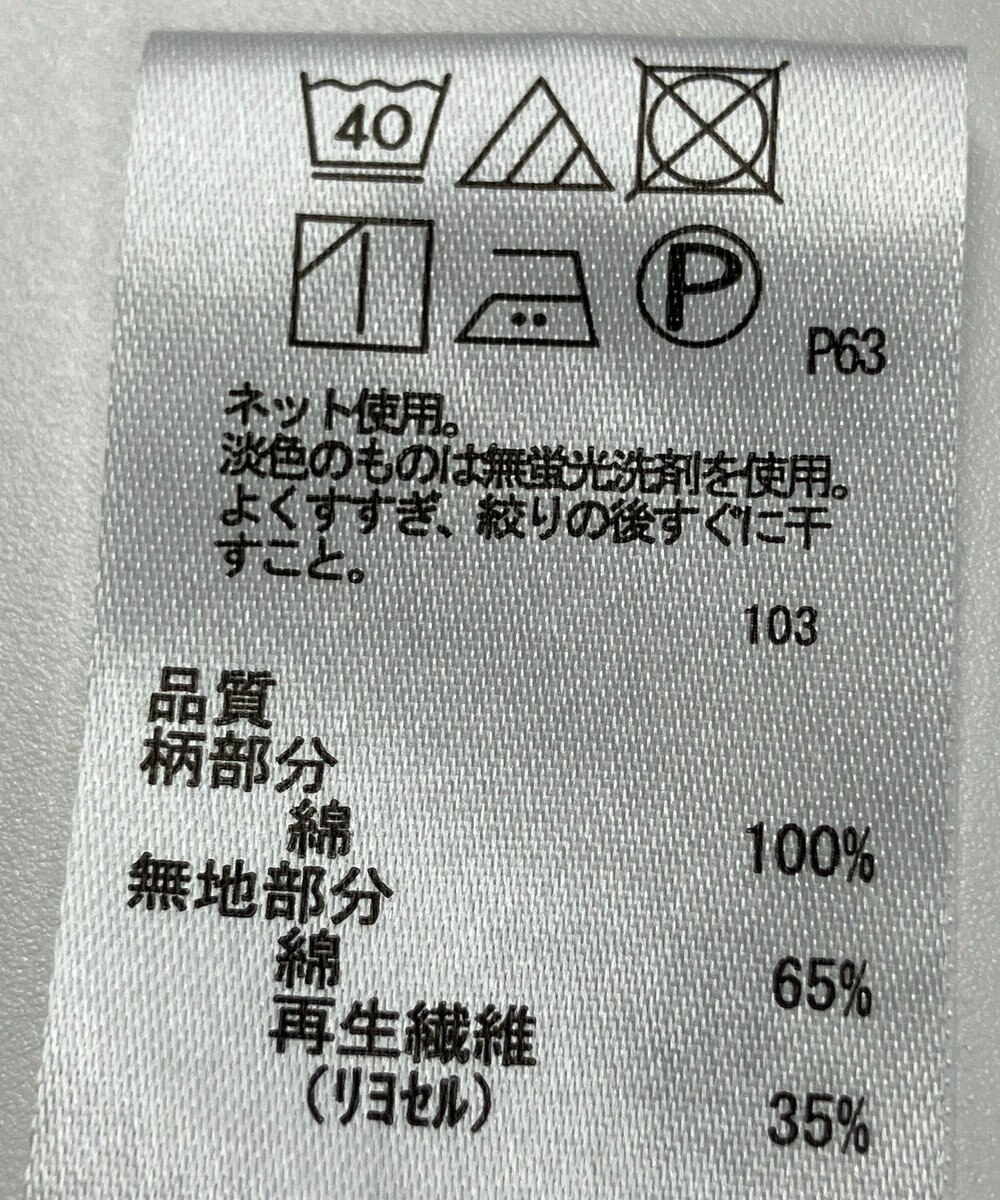 40
P
P63
ネット使用。
淡色のものは無蛍光洗剤を使用。
よくすすぎ、絞りの後すぐに干
すこと。
103
品質
柄部分
綿 100%
無地部分
綿 65%
再生繊維
(リヨセル) 35%